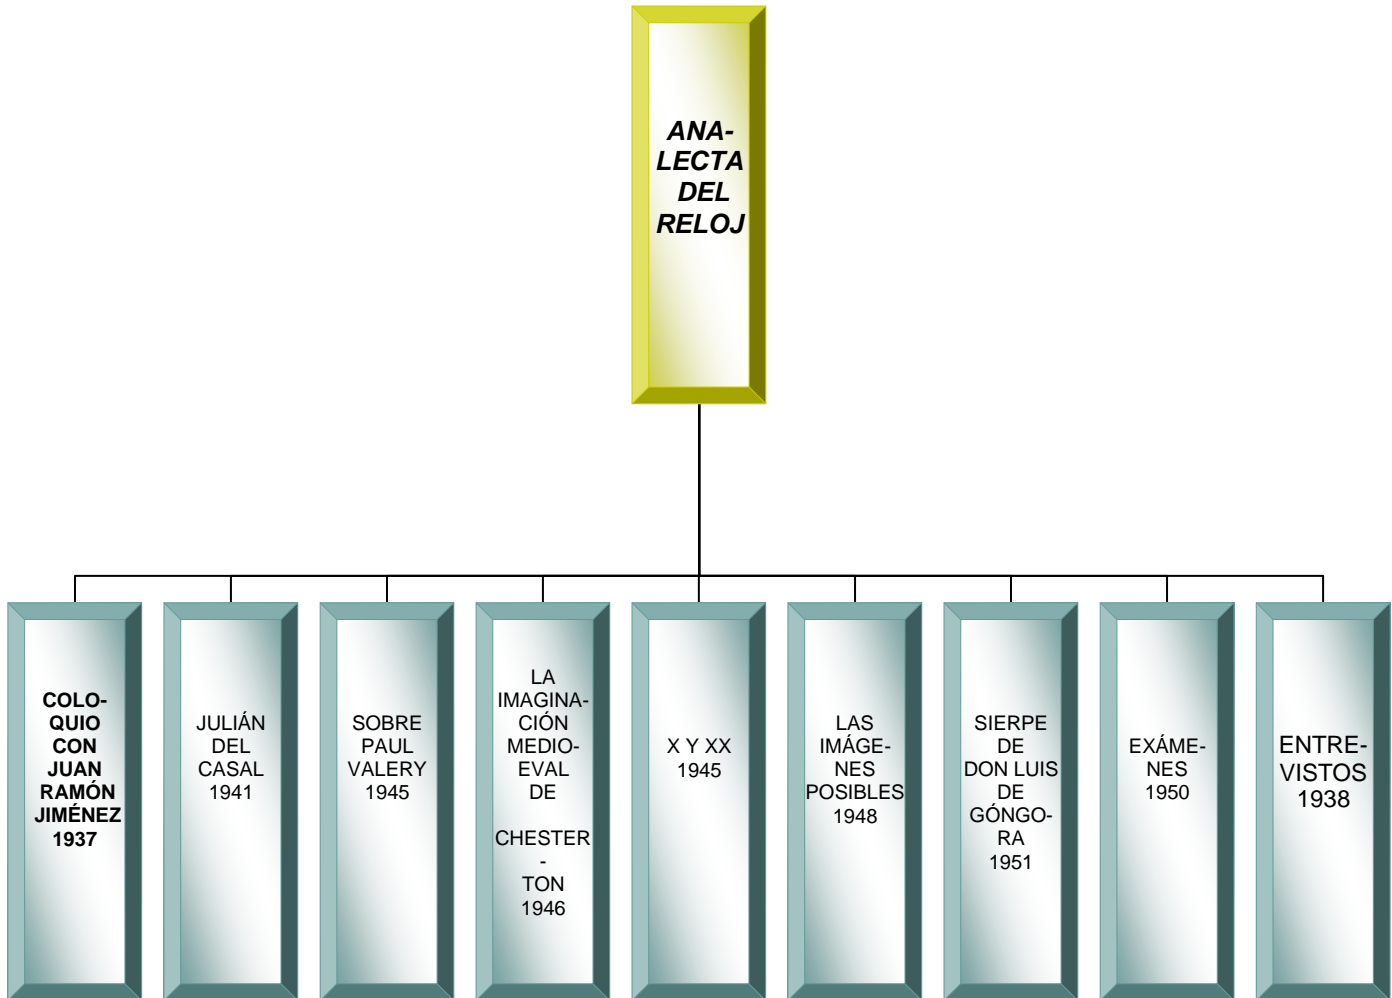 ANA-
LECTA
DEL
RELOJ
COLO-
QUIO
CON
JUAN
RAMÓN
JIMÉNEZ
1937
JULIÁN
DEL
CASAL
1941
SOBRE
PAUL
VALERY
1945
LA
IMAGINA-
CIÓN
MEDIO-
EVAL
DE
CHESTER
-
TON
1946
X Y XX
1945
LAS
IMÁGE-
NES
POSIBLES
1948
SIERPE
DE
DON LUIS
DE
GÓNGO-
RA
1951
EXÁME-
NES
1950
ENTRE-
VISTOS
1938